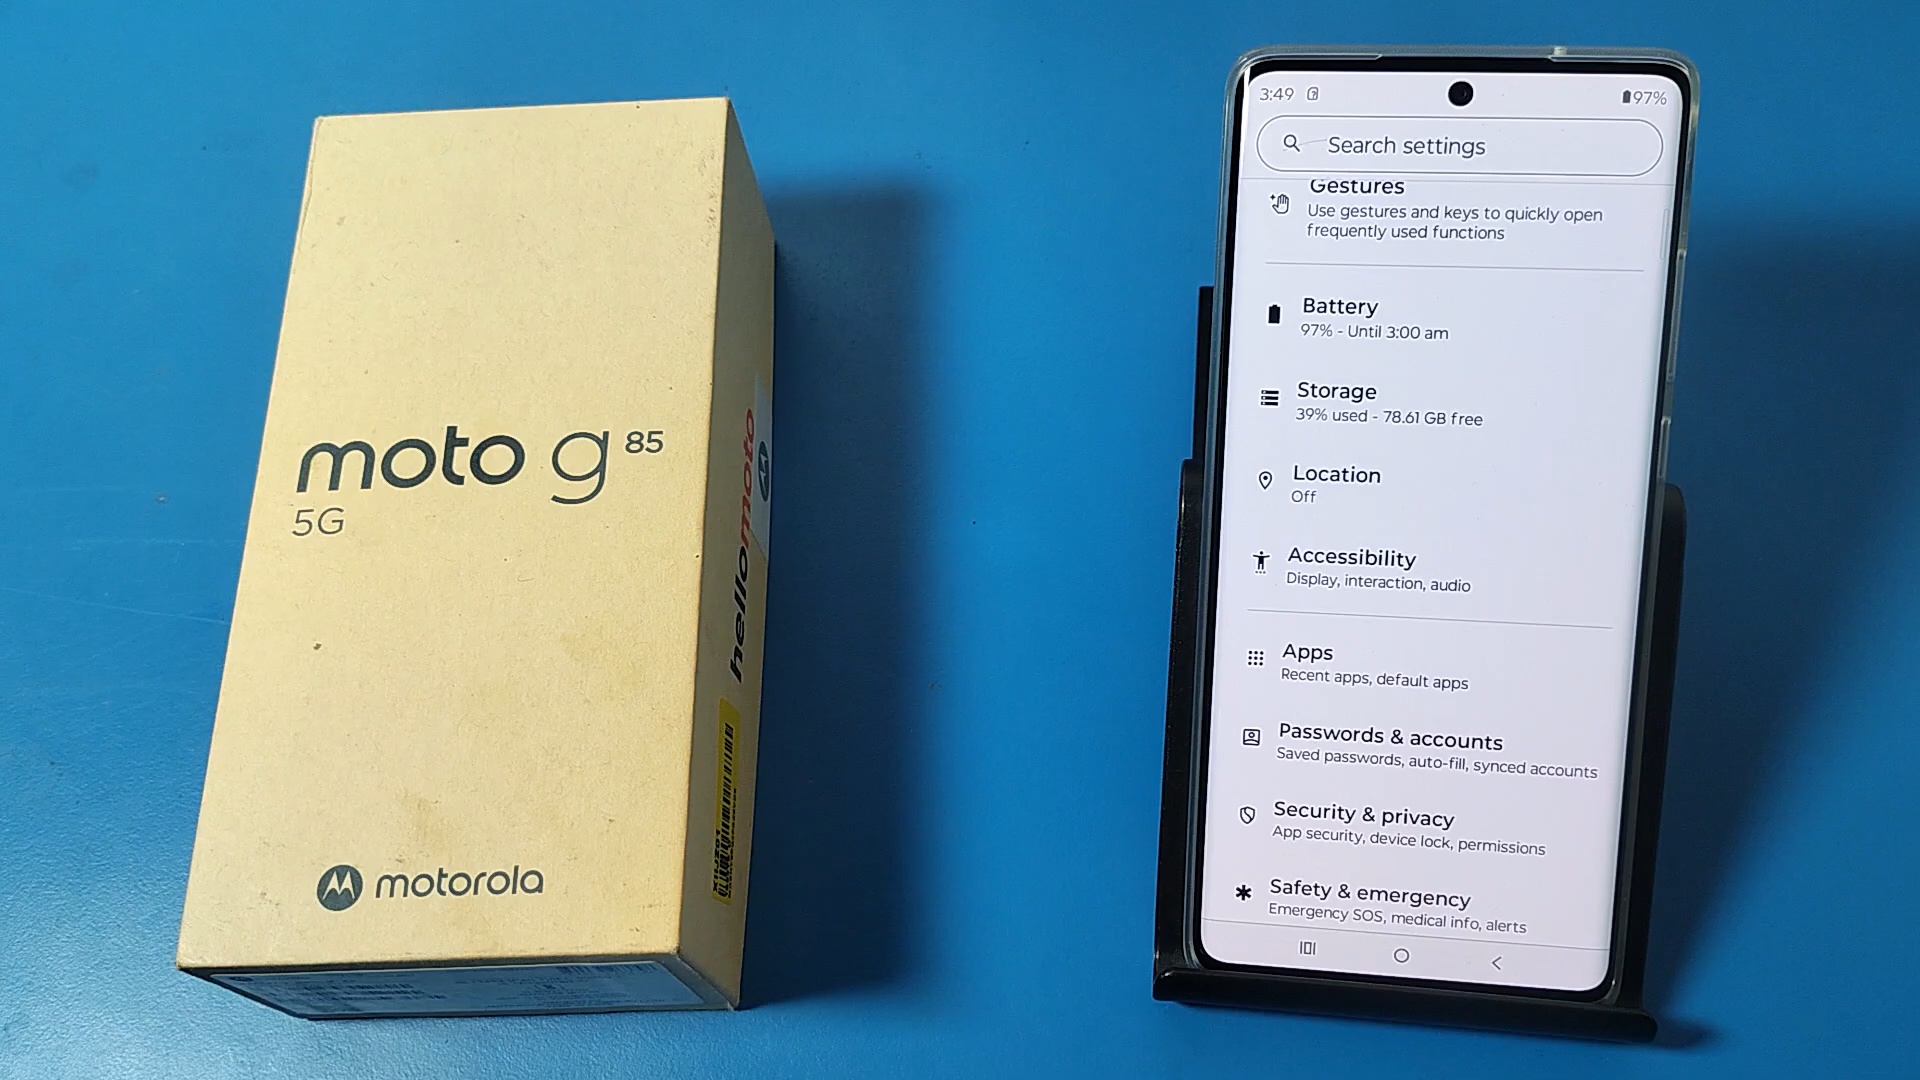 moto g 85
5G
motorola
hellomoto
3:49
97%
Search settings
Gestures
Use gestures and keys to quickly open
frequently used functions
Battery
97% - Until 3:00 am
Storage
39% used - 78.61 GB free
Location
Off
Accessibility
Display, interaction, audio
Apps
Recent apps, default apps
Passwords & accounts
Saved passwords, auto-fill, synced accounts
Security & privacy
App security, device lock, permissions
Safety & emergency
Emergency SOS, medical info, alerts